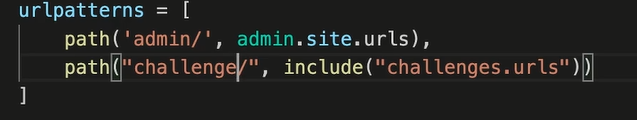 urlpatterns = [
    path('admin/', admin.site.urls),
    path("challenge/", include("challenges.urls"))
]